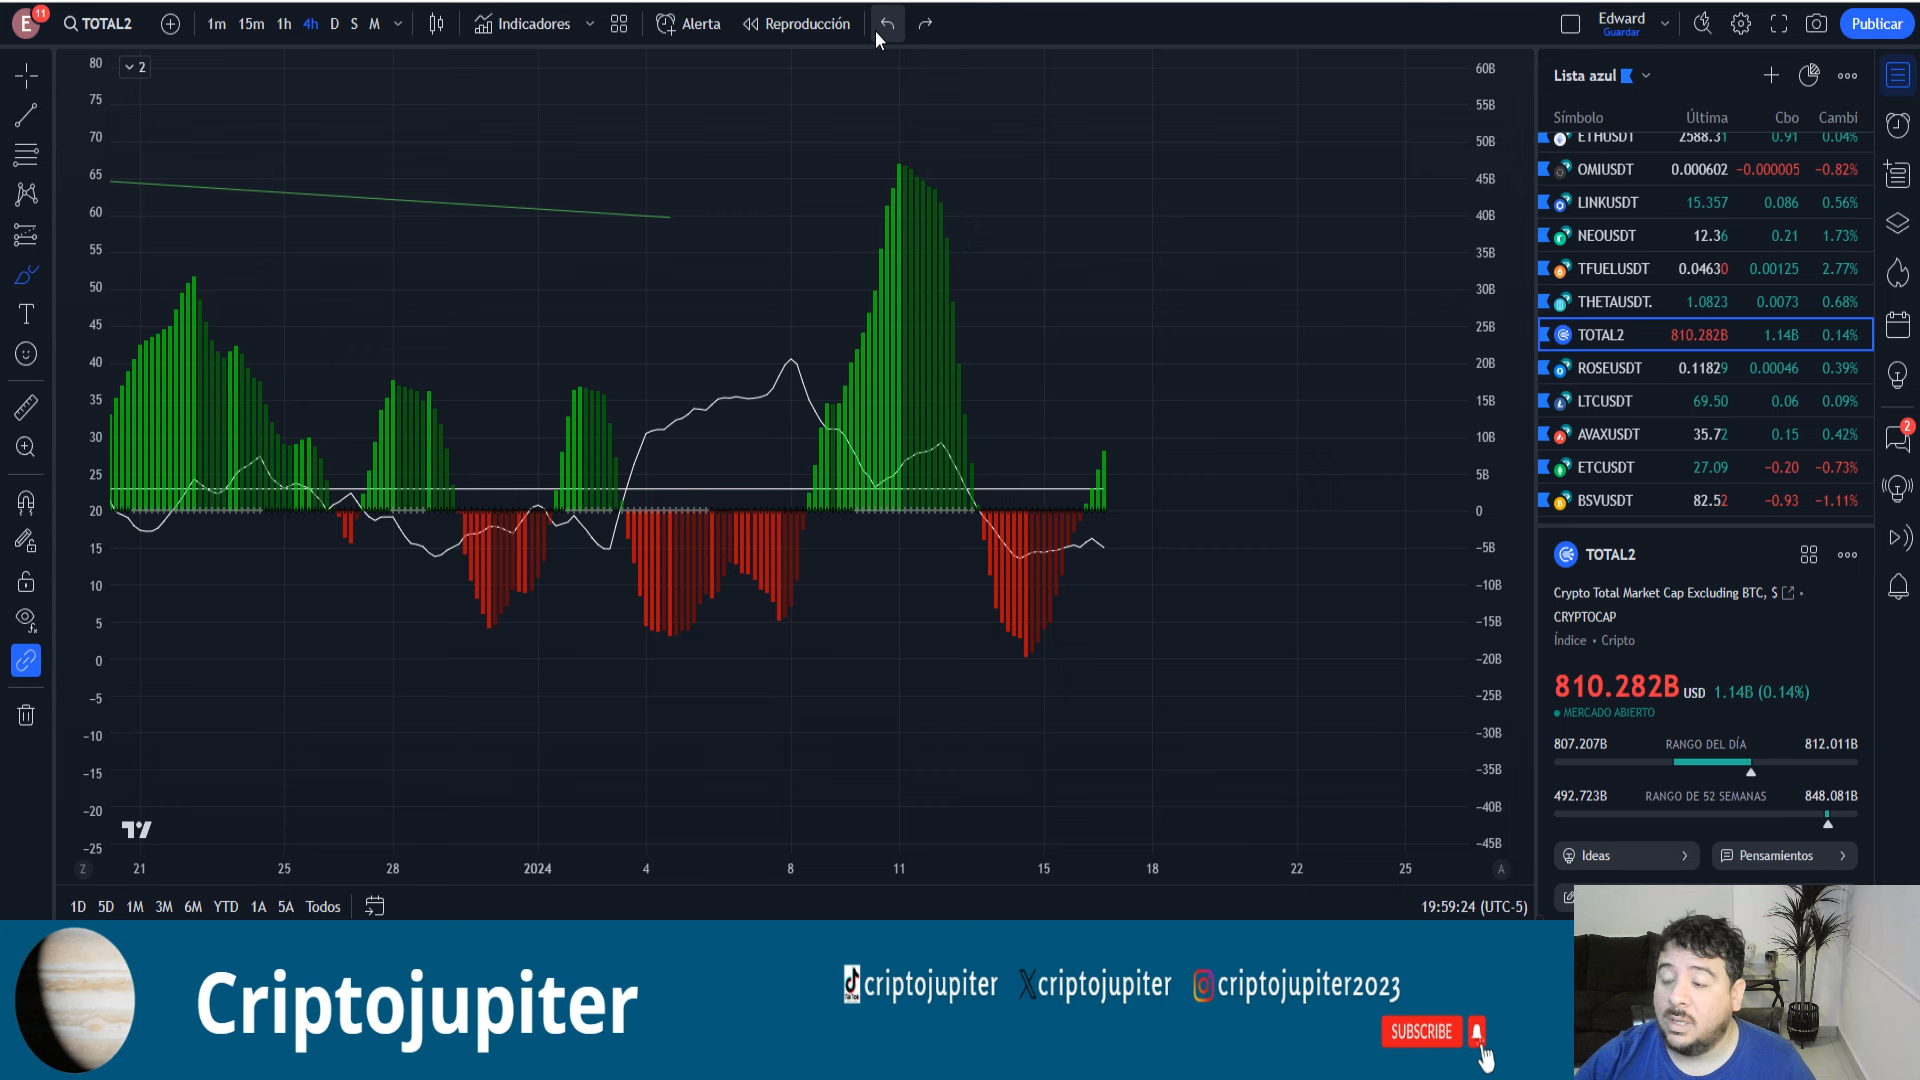 E
11
TOTAL2
1m 15m 1h 4h D S M
Indicadores
Alerta
Reproducción
Edward
Guardar
Publicar
2
80
75
70
65
60
55
50
45
40
35
30
25
20
15
10
5
0
−5
−10
−15
−20
−25
60B
55B
50B
45B
40B
35B
30B
25B
20B
15B
10B
5B
0
−5B
−10B
−15B
−20B
−25B
−30B
−35B
−40B
−45B
Z 21 25 28 2024 4 8 11 15 18 22 25 A
1D 5D 1M 3M 6M YTD 1A 5A Todos
19:59:24 (UTC-5)
Lista azul
Símbolo Última Cbo Cambi
ETHUSDT 2588.31 0.91 0.04%
OMIUSDT 0.000602 −0.000005 −0.82%
LINKUSDT 15.357 0.086 0.56%
NEOUSDT 12.36 0.21 1.73%
TFUELUSDT 0.04630 0.00125 2.77%
THETAUSDT. 1.0823 0.0073 0.68%
TOTAL2 810.282B 1.14B 0.14%
ROSEUSDT 0.11829 0.00046 0.39%
LTCUSDT 69.50 0.06 0.09%
AVAXUSDT 35.72 0.15 0.42%
ETCUSDT 27.09 −0.20 −0.73%
BSVUSDT 82.52 −0.93 −1.11%
2
TOTAL2
Crypto Total Market Cap Excluding BTC, $ •
CRYPTOCAP
Índice • Cripto
810.282B USD 1.14B (0.14%)
MERCADO ABIERTO
807.207B RANGO DEL DÍA 812.011B
492.723B RANGO DE 52 SEMANAS 848.081B
Ideas
Pensamientos
Criptojupiter
criptojupiter
criptojupiter
criptojupiter2023
SUBSCRIBE